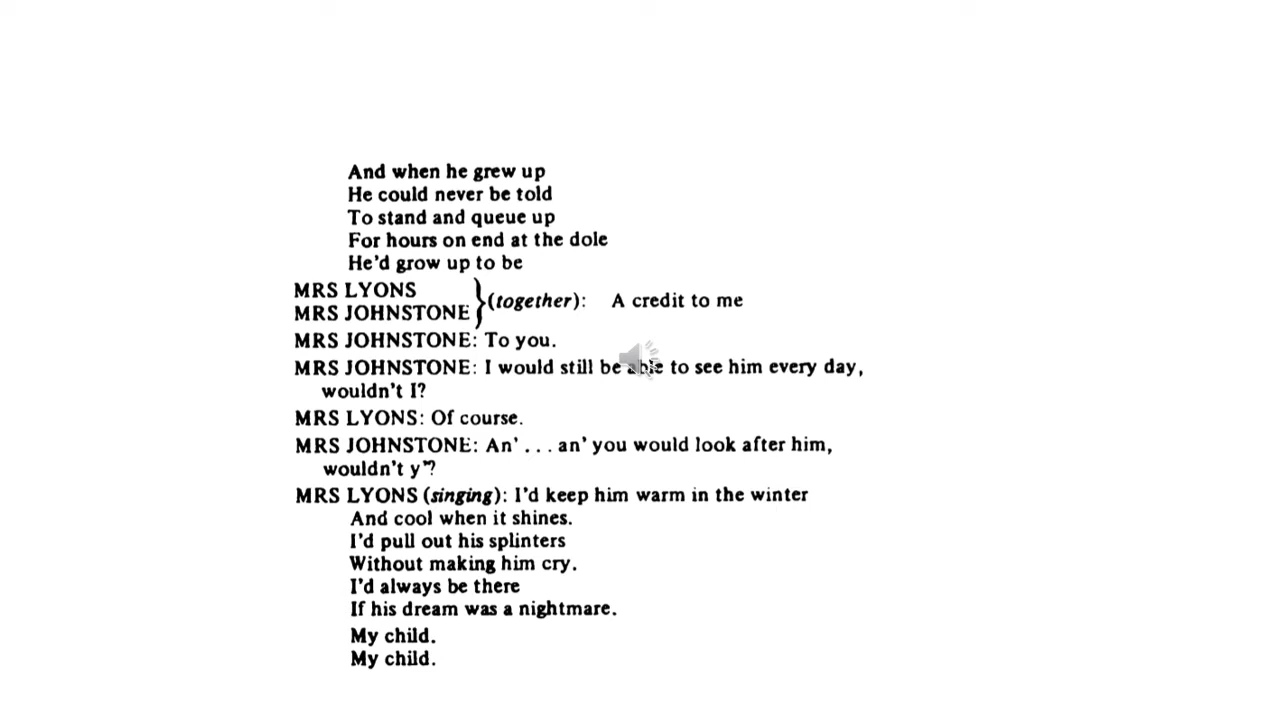 And when he grew up
He could never be told
To stand and queue up
For hours on end at the dole
He'd grow up to be
MRS LYONS
MRS JOHNSTONE } (together): A credit to me
MRS JOHNSTONE: To you.
MRS JOHNSTONE: I would still be able to see him every day,
wouldn't I?
MRS LYONS: Of course.
MRS JOHNSTONE: An' . . . an' you would look after him,
wouldn't y'?
MRS LYONS (singing): I'd keep him warm in the winter
And cool when it shines.
I'd pull out his splinters
Without making him cry.
I'd always be there
If his dream was a nightmare.
My child.
My child.